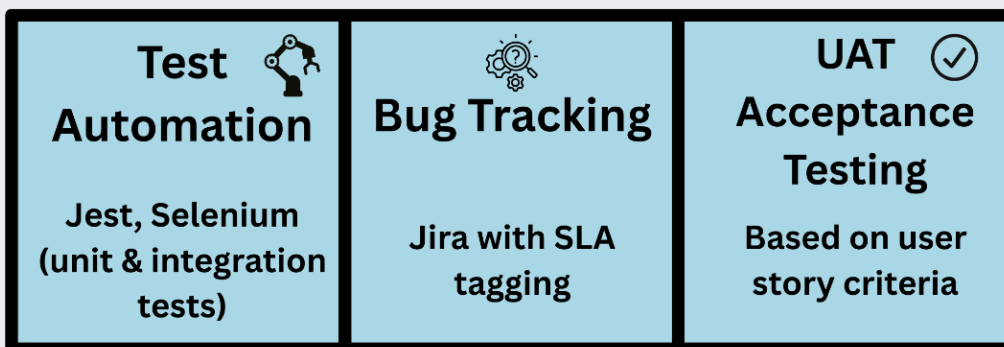 Test
Automation
Jest, Selenium
(unit & integration
tests)
?
Bug Tracking
Jira with SLA
tagging
UAT
Acceptance
Testing
Based on user
story criteria